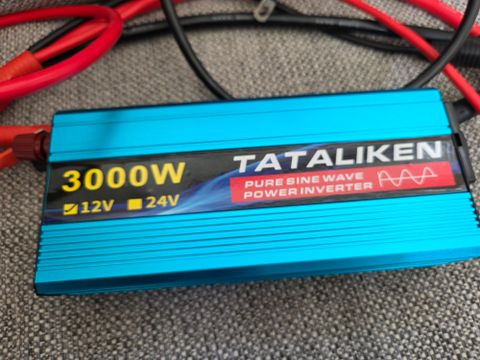 TATALIKEN
3000W
PURE SINE WAVE
POWER INVERTER
12V 24V